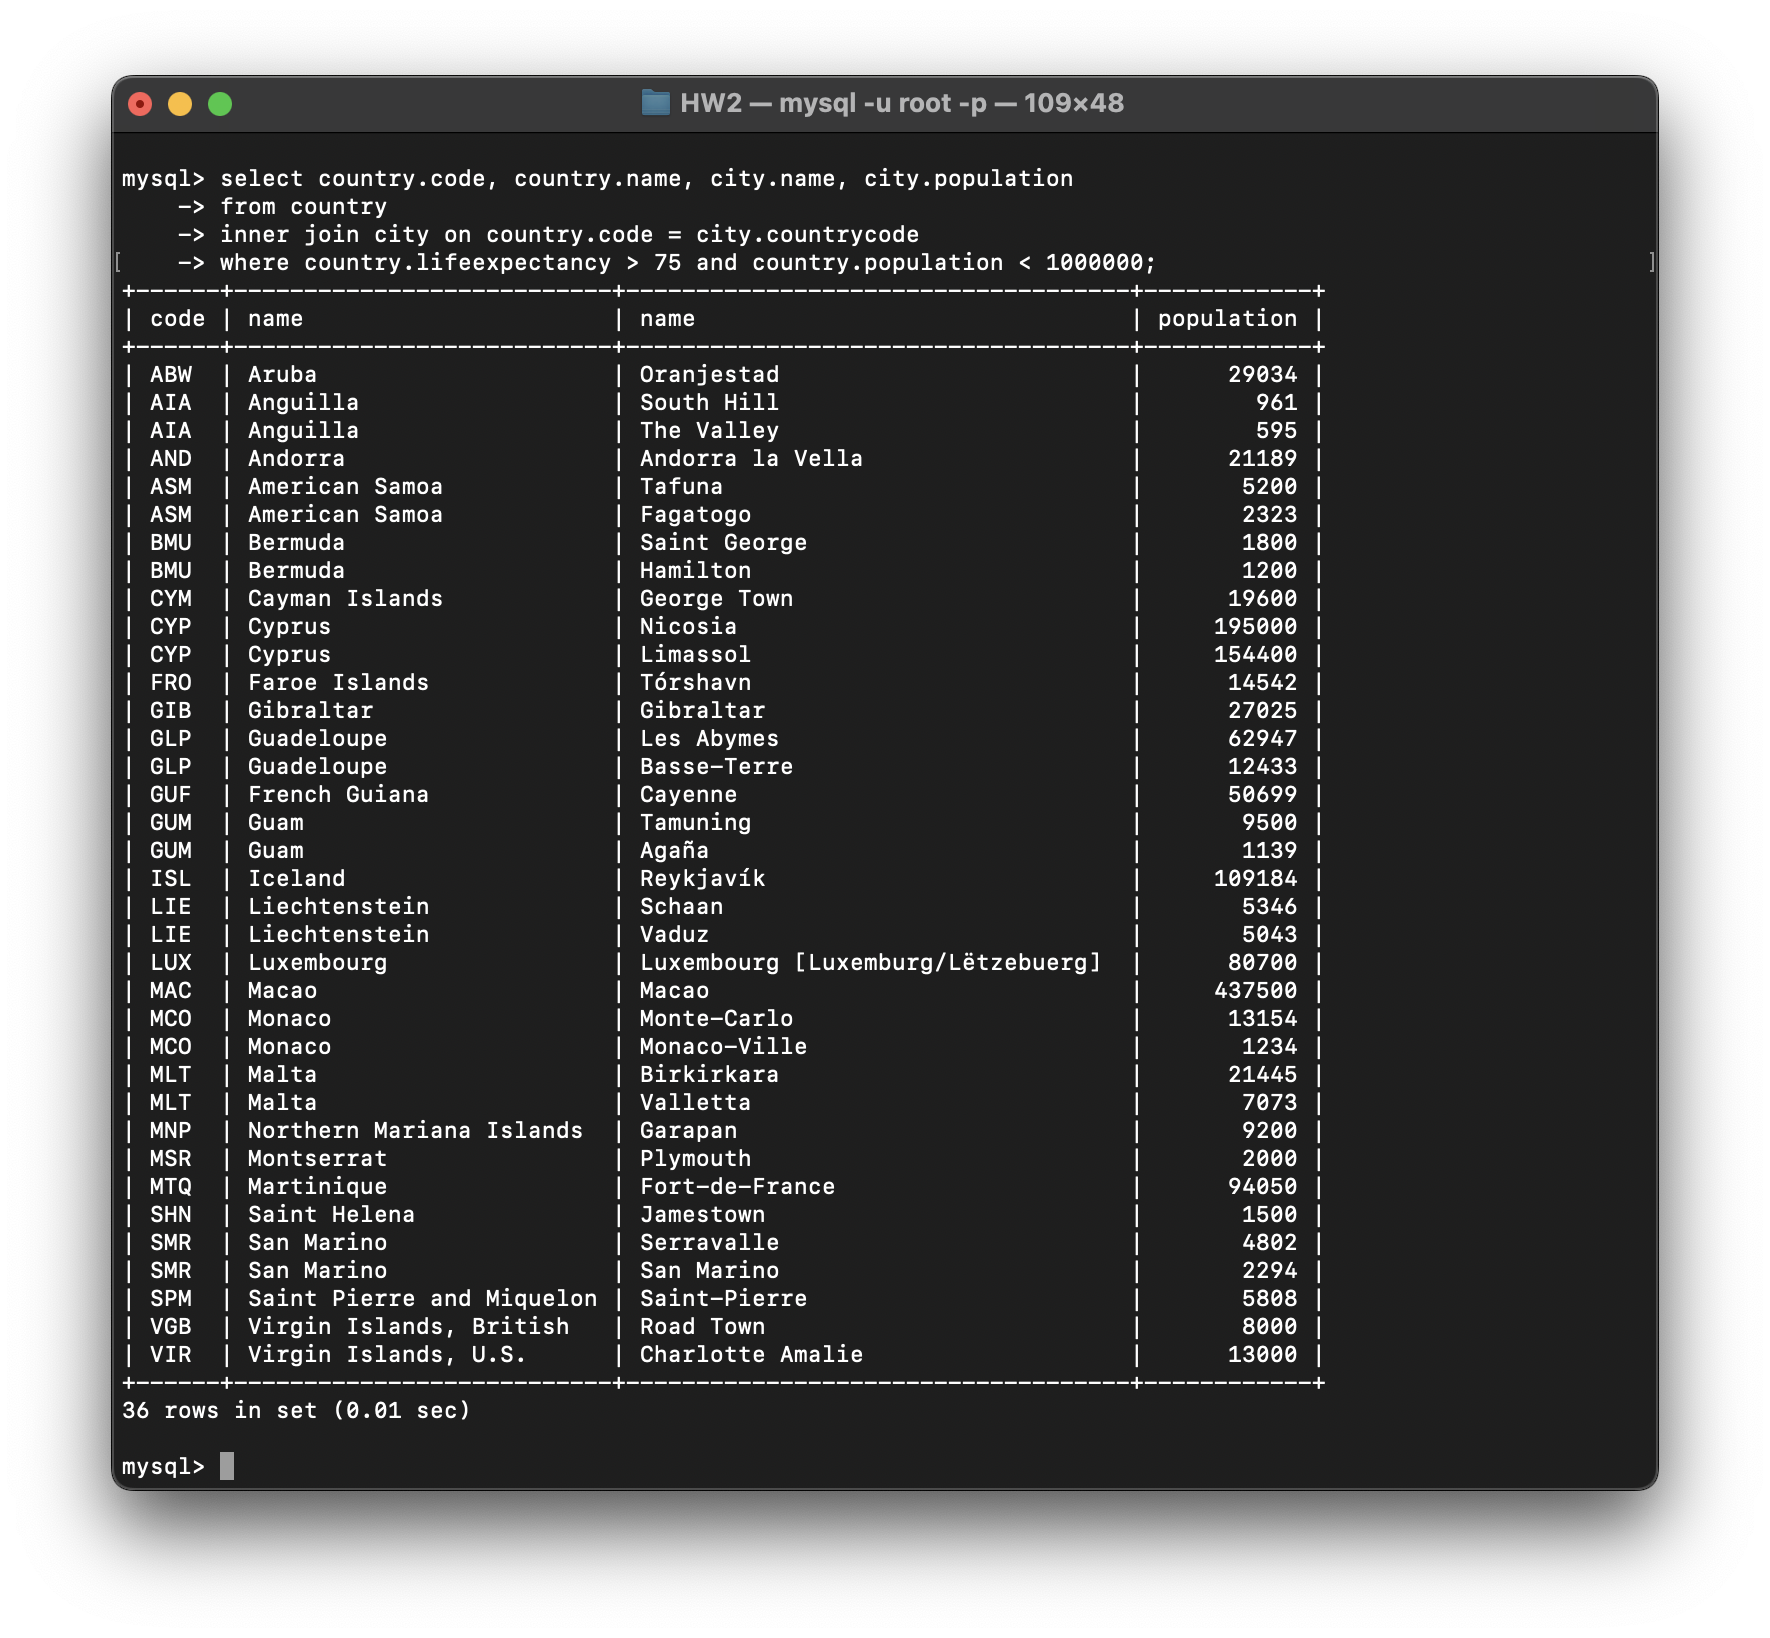 HW2 — mysql -u root -p — 109×48
mysql> select country.code, country.name, city.name, city.population
    -> from country
    -> inner join city on country.code = city.countrycode
[    -> where country.lifeexpectancy > 75 and country.population < 1000000; ]
+------+---------------------------+------------------------------------+------------+
| code | name                      | name                               | population |
+------+---------------------------+------------------------------------+------------+
| ABW  | Aruba                     | Oranjestad                         |      29034 |
| AIA  | Anguilla                  | South Hill                         |        961 |
| AIA  | Anguilla                  | The Valley                         |        595 |
| AND  | Andorra                   | Andorra la Vella                   |      21189 |
| ASM  | American Samoa            | Tafuna                             |       5200 |
| ASM  | American Samoa            | Fagatogo                           |       2323 |
| BMU  | Bermuda                   | Saint George                       |       1800 |
| BMU  | Bermuda                   | Hamilton                           |       1200 |
| CYM  | Cayman Islands            | George Town                        |      19600 |
| CYP  | Cyprus                    | Nicosia                            |     195000 |
| CYP  | Cyprus                    | Limassol                           |     154400 |
| FRO  | Faroe Islands             | Tórshavn                           |      14542 |
| GIB  | Gibraltar                 | Gibraltar                          |      27025 |
| GLP  | Guadeloupe                | Les Abymes                         |      62947 |
| GLP  | Guadeloupe                | Basse-Terre                        |      12433 |
| GUF  | French Guiana             | Cayenne                            |      50699 |
| GUM  | Guam                      | Tamuning                           |       9500 |
| GUM  | Guam                      | Agaña                              |       1139 |
| ISL  | Iceland                   | Reykjavík                          |     109184 |
| LIE  | Liechtenstein             | Schaan                             |       5346 |
| LIE  | Liechtenstein             | Vaduz                              |       5043 |
| LUX  | Luxembourg                | Luxembourg [Luxemburg/Lëtzebuerg]  |      80700 |
| MAC  | Macao                     | Macao                              |     437500 |
| MCO  | Monaco                    | Monte-Carlo                        |      13154 |
| MCO  | Monaco                    | Monaco-Ville                       |       1234 |
| MLT  | Malta                     | Birkirkara                         |      21445 |
| MLT  | Malta                     | Valletta                           |       7073 |
| MNP  | Northern Mariana Islands  | Garapan                            |       9200 |
| MSR  | Montserrat                | Plymouth                           |       2000 |
| MTQ  | Martinique                | Fort-de-France                     |      94050 |
| SHN  | Saint Helena              | Jamestown                          |       1500 |
| SMR  | San Marino                | Serravalle                         |       4802 |
| SMR  | San Marino                | San Marino                         |       2294 |
| SPM  | Saint Pierre and Miquelon | Saint-Pierre                       |       5808 |
| VGB  | Virgin Islands, British   | Road Town                          |       8000 |
| VIR  | Virgin Islands, U.S.      | Charlotte Amalie                   |      13000 |
+------+---------------------------+------------------------------------+------------+
36 rows in set (0.01 sec)
mysql>